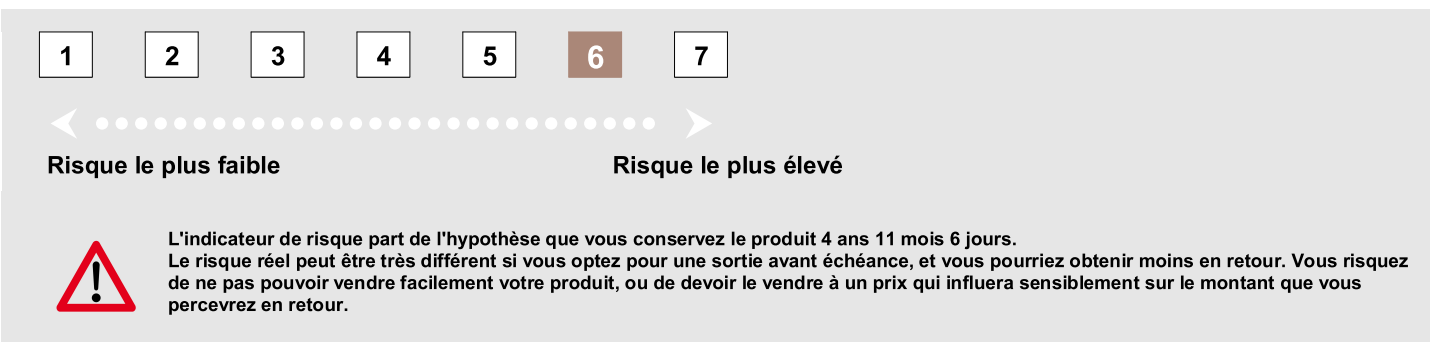 1 2 3 4 5 6 7
Risque le plus faible Risque le plus élevé
L'indicateur de risque part de l'hypothèse que vous conservez le produit 4 ans 11 mois 6 jours.
Le risque réel peut être très différent si vous optez pour une sortie avant échéance, et vous pourriez obtenir moins en retour. Vous risquez
de ne pas pouvoir vendre facilement votre produit, ou de devoir le vendre à un prix qui influera sensiblement sur le montant que vous
percevrez en retour.